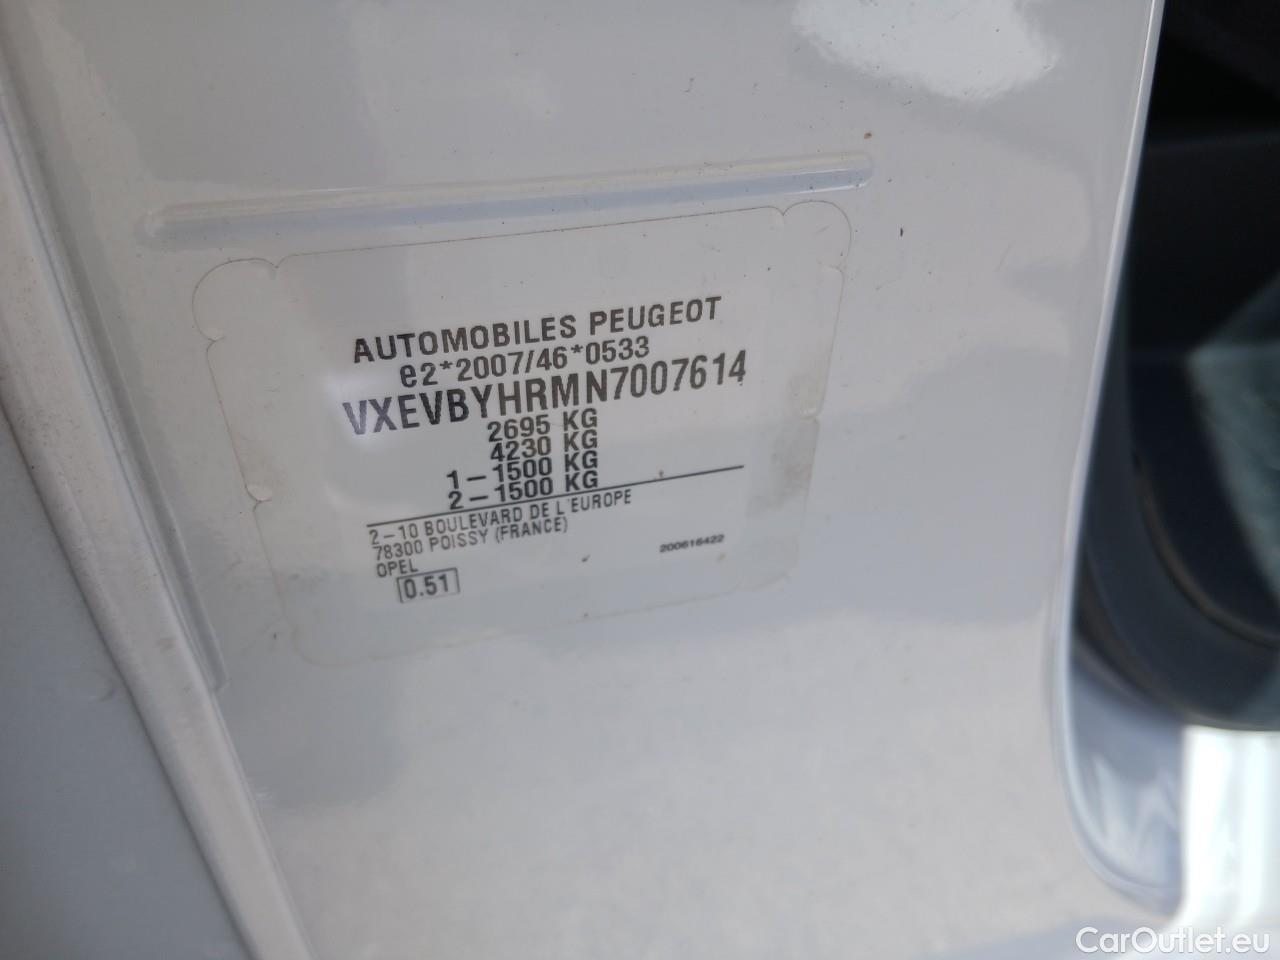 AUTOMOBILES PEUGEOT
e2*2007/46*0533
VXEVBYHRMN7007614
2695 KG
4230 KG
1-1500 KG
2-1500 KG
2-10 BOULEVARD DE L'EUROPE
78300 POISSY (FRANCE)
OPEL
200616422
0.51
CarOutlet.eu